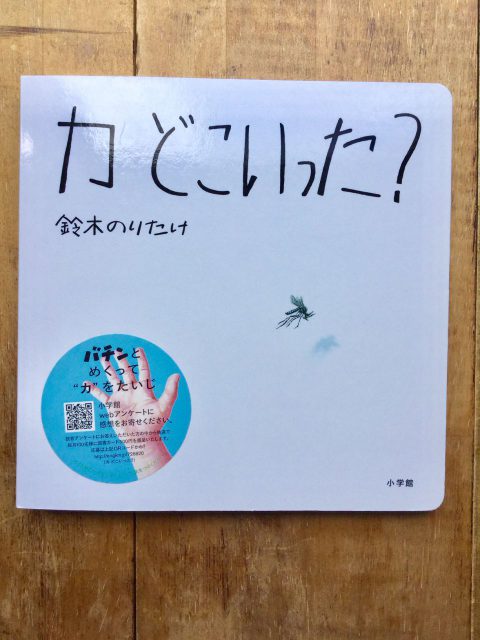 カ どこいった?
鈴木のりたけ
バチンと
めくって
“カ”をたいじ
小学館
webアンケートに
感想をお寄せください。
小学館